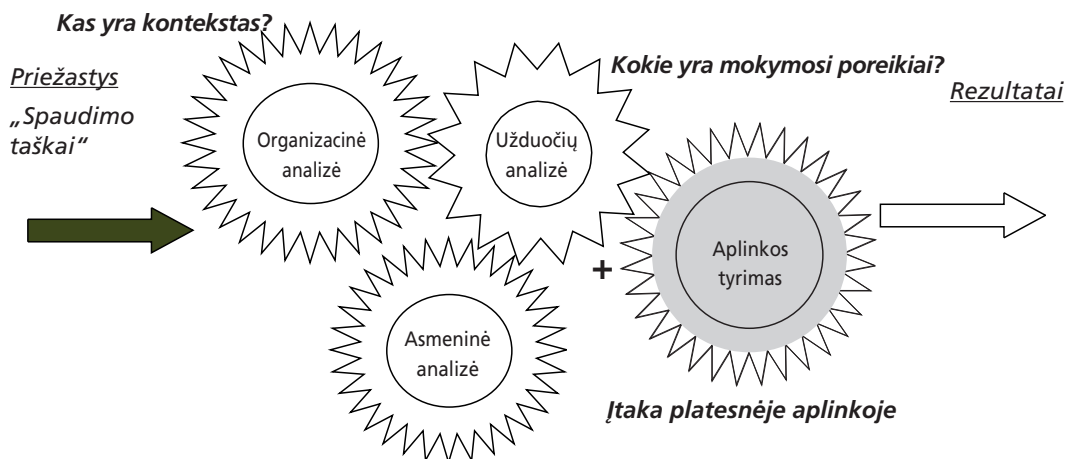 Kas yra kontekstas?
Priežastys
„Spaudimo
taškai“
Organizacinė
analizė
Užduočių
analizė
Kokie yra mokymosi poreikiai?
Rezultatai
Aplinkos
tyrimas
+
Asmeninė
analizė
Įtaka platesnėje aplinkoje